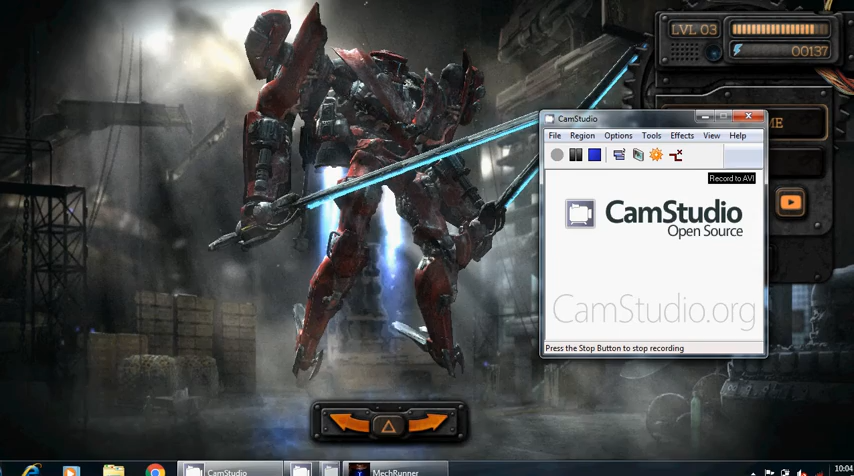 LVL 03
00137
CamStudio
ME
File Region Options Tools Effects View Help
Record to AVI
CamStudio
Open Source
CamStudio.org
Press the Stop Button to stop recording
CamStudio
MechRunner
10:04